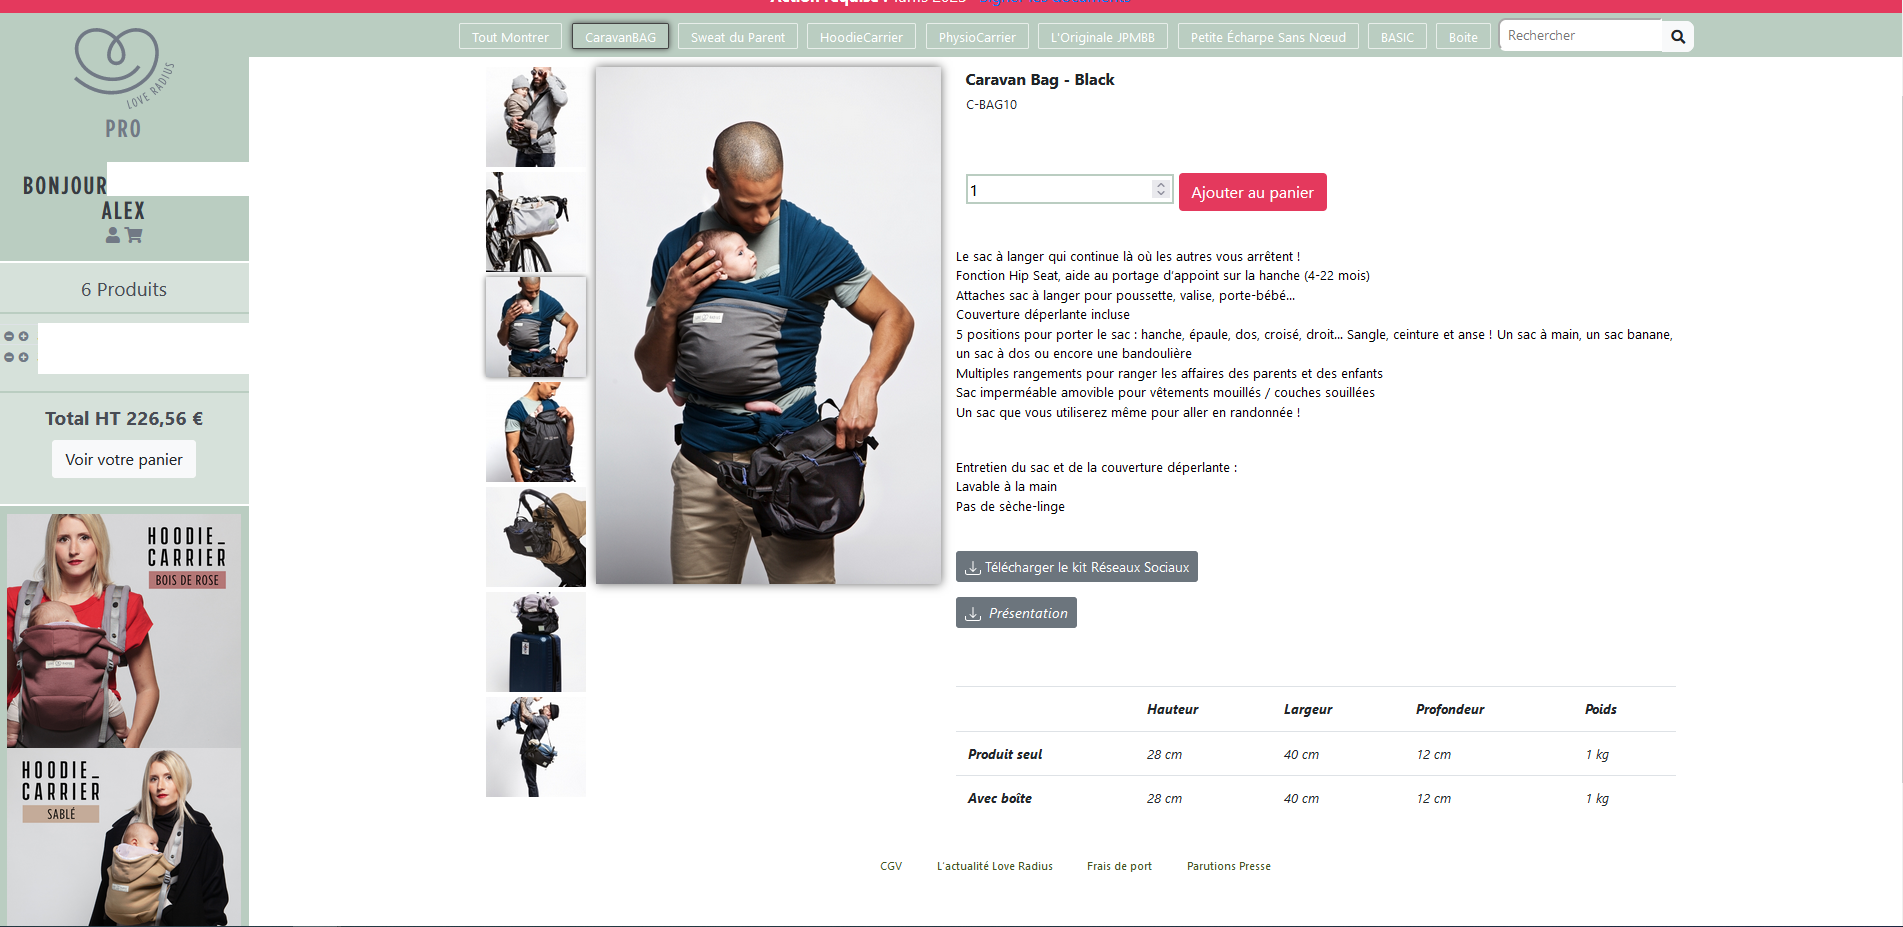 Action requise : Tarifs 2025 - Signer les documents
LOVE RADIUS
PRO
BONJOUR
ALEX
6 Produits
Total HT 226,56 €
Voir votre panier
HOODIE_
CARRIER
BOIS DE ROSE
HOODIE_
CARRIER
SABLÉ
Tout Montrer
CaravanBAG
Sweat du Parent
HoodieCarrier
PhysioCarrier
L'Originale JPMBB
Petite Écharpe Sans Nœud
BASIC
Boite
Rechercher
Caravan Bag - Black
C-BAG10
1
Ajouter au panier
Le sac à langer qui continue là où les autres vous arrêtent !
Fonction Hip Seat, aide au portage d'appoint sur la hanche (4-22 mois)
Attaches sac à langer pour poussette, valise, porte-bébé...
Couverture déperlante incluse
5 positions pour porter le sac : hanche, épaule, dos, croisé, droit... Sangle, ceinture et anse ! Un sac à main, un sac banane,
un sac à dos ou encore une bandoulière
Multiples rangements pour ranger les affaires des parents et des enfants
Sac imperméable amovible pour vêtements mouillés / couches souillées
Un sac que vous utiliserez même pour aller en randonnée !
Entretien du sac et de la couverture déperlante :
Lavable à la main
Pas de sèche-linge
Télécharger le kit Réseaux Sociaux
Présentation
Hauteur Largeur Profondeur Poids
Produit seul 28 cm 40 cm 12 cm 1 kg
Avec boîte 28 cm 40 cm 12 cm 1 kg
CGV L'actualité Love Radius Frais de port Parutions Presse